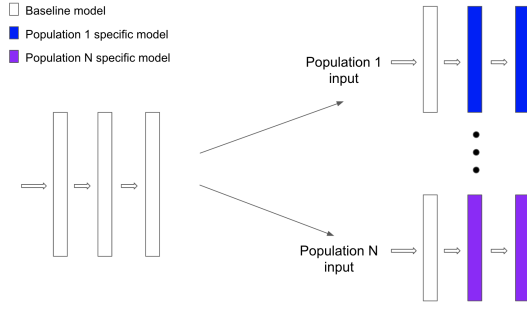 Baseline model
Population 1 specific model
Population N specific model
Population 1
input
Population N
input